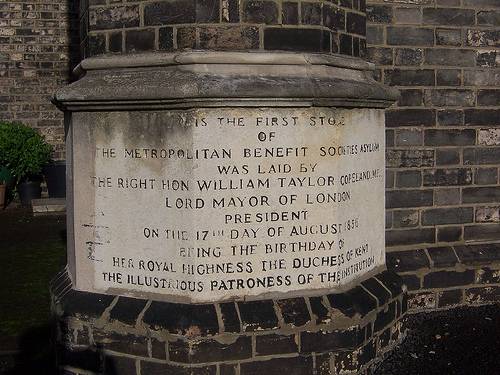 IS THE FIRST STONE
OF
THE METROPOLITAN BENEFIT SOCIETIES ASYLUM
WAS LAID BY
THE RIGHT HON WILLIAM TAYLOR COPELAND. M.P.
LORD MAYOR OF LONDON
PRESIDENT
ON THE 17TH DAY OF AUGUST 1836
BEING THE BIRTHDAY OF
HER ROYAL HIGHNESS THE DUCHESS OF KENT
THE ILLUSTRIOUS PATRONESS OF THE INSTITUTION